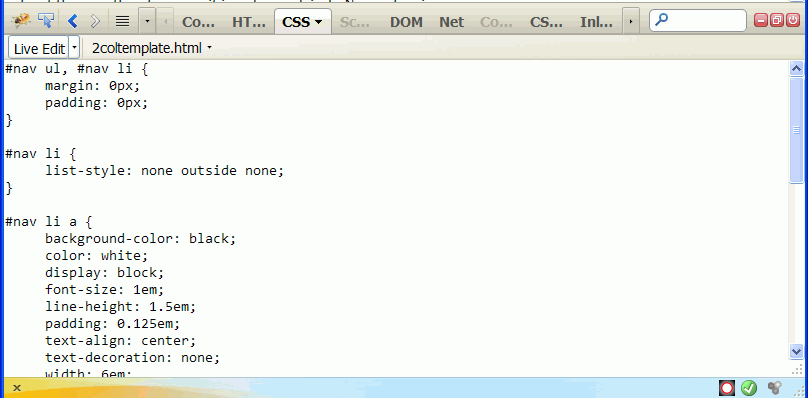 Co... HT... CSS Sc... DOM Net Co... CS... Inl...
Live Edit 2coltemplate.html
#nav ul, #nav li {
margin: 0px;
padding: 0px;
}
#nav li {
list-style: none outside none;
}
#nav li a {
background-color: black;
color: white;
display: block;
font-size: 1em;
line-height: 1.5em;
padding: 0.125em;
text-align: center;
text-decoration: none;
width: 6em;